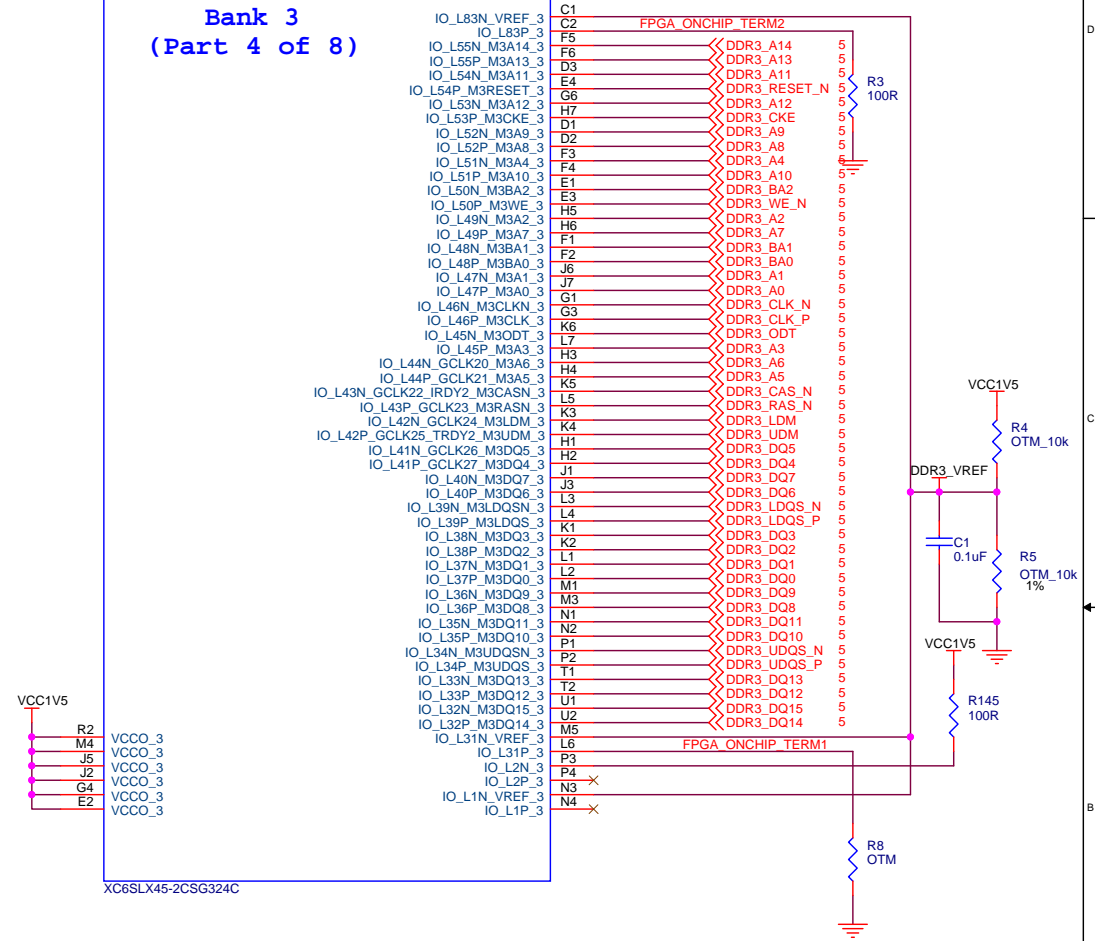 Bank 3
(Part 4 of 8)
IO_L83N_VREF_3 C1
IO_L83P_3 C2 FPGA_ONCHIP_TERM2
IO_L55N_M3A14_3 F5 DDR3_A14 5
IO_L55P_M3A13_3 F6 DDR3_A13 5
IO_L54N_M3A11_3 D3 DDR3_A11 5
IO_L54P_M3RESET_3 E4 DDR3_RESET_N 5
IO_L53N_M3A12_3 G6 DDR3_A12 5
IO_L53P_M3CKE_3 H7 DDR3_CKE 5
IO_L52N_M3A9_3 D1 DDR3_A9 5
IO_L52P_M3A8_3 D2 DDR3_A8 5
IO_L51N_M3A4_3 F3 DDR3_A4 5
IO_L51P_M3A10_3 F4 DDR3_A10 5
IO_L50N_M3BA2_3 E1 DDR3_BA2 5
IO_L50P_M3WE_3 E3 DDR3_WE_N 5
IO_L49N_M3A2_3 H5 DDR3_A2 5
IO_L49P_M3A7_3 H6 DDR3_A7 5
IO_L48N_M3BA1_3 F1 DDR3_BA1 5
IO_L48P_M3BA0_3 F2 DDR3_BA0 5
IO_L47N_M3A1_3 J6 DDR3_A1 5
IO_L47P_M3A0_3 J7 DDR3_A0 5
IO_L46N_M3CLKN_3 G1 DDR3_CLK_N 5
IO_L46P_M3CLK_3 G3 DDR3_CLK_P 5
IO_L45N_M3ODT_3 K6 DDR3_ODT 5
IO_L45P_M3A3_3 L7 DDR3_A3 5
IO_L44N_GCLK20_M3A6_3 H3 DDR3_A6 5
IO_L44P_GCLK21_M3A5_3 H4 DDR3_A5 5
IO_L43N_GCLK22_IRDY2_M3CASN_3 K5 DDR3_CAS_N 5
IO_L43P_GCLK23_M3RASN_3 L5 DDR3_RAS_N 5
IO_L42N_GCLK24_M3LDM_3 K3 DDR3_LDM 5
IO_L42P_GCLK25_TRDY2_M3UDM_3 K4 DDR3_UDM 5
IO_L41N_GCLK26_M3DQ5_3 H1 DDR3_DQ5 5
IO_L41P_GCLK27_M3DQ4_3 H2 DDR3_DQ4 5
IO_L40N_M3DQ7_3 J1 DDR3_DQ7 5
IO_L40P_M3DQ6_3 J3 DDR3_DQ6 5
IO_L39N_M3LDQSN_3 L3 DDR3_LDQS_N 5
IO_L39P_M3LDQS_3 L4 DDR3_LDQS_P 5
IO_L38N_M3DQ3_3 K1 DDR3_DQ3 5
IO_L38P_M3DQ2_3 K2 DDR3_DQ2 5
IO_L37N_M3DQ1_3 L1 DDR3_DQ1 5
IO_L37P_M3DQ0_3 L2 DDR3_DQ0 5
IO_L36N_M3DQ9_3 M1 DDR3_DQ9 5
IO_L36P_M3DQ8_3 M3 DDR3_DQ8 5
IO_L35N_M3DQ11_3 N1 DDR3_DQ11 5
IO_L35P_M3DQ10_3 N2 DDR3_DQ10 5
IO_L34N_M3UDQSN_3 P1 DDR3_UDQS_N 5
IO_L34P_M3UDQS_3 P2 DDR3_UDQS_P 5
IO_L33N_M3DQ13_3 T1 DDR3_DQ13 5
IO_L33P_M3DQ12_3 T2 DDR3_DQ12 5
IO_L32N_M3DQ15_3 U1 DDR3_DQ15 5
IO_L32P_M3DQ14_3 U2 DDR3_DQ14 5
IO_L31N_VREF_3 M5
IO_L31P_3 L6 FPGA_ONCHIP_TERM1
IO_L2N_3 P3
IO_L2P_3 P4
IO_L1N_VREF_3 N3
IO_L1P_3 N4
VCC1V5
R2 VCCO_3
M4 VCCO_3
J5 VCCO_3
J2 VCCO_3
G4 VCCO_3
E2 VCCO_3
XC6SLX45-2CSG324C
R3
100R
VCC1V5
R4
OTM_10k
DDR3_VREF
C1
0.1uF
R5
OTM_10k
1%
VCC1V5
R145
100R
R8
OTM
D
C
B